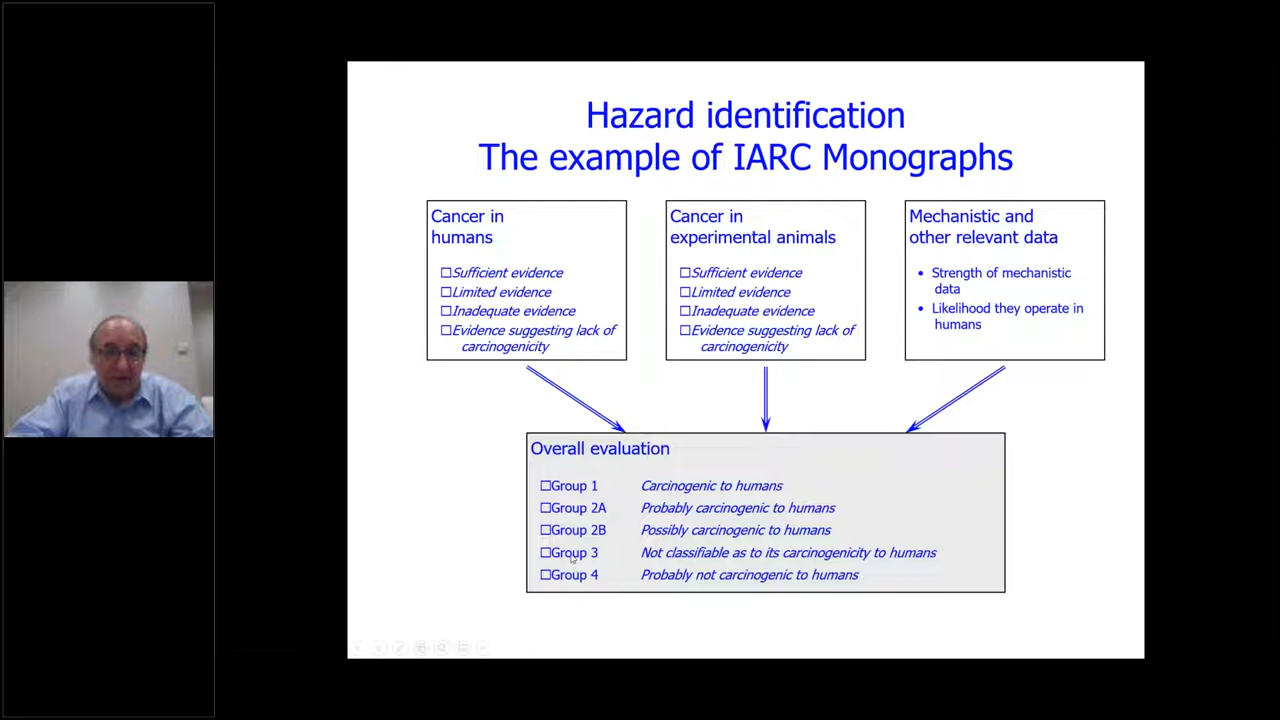 Hazard identification
The example of IARC Monographs
Cancer in
humans
☐Sufficient evidence
☐Limited evidence
☐Inadequate evidence
☐Evidence suggesting lack of
carcinogenicity
Cancer in
experimental animals
☐Sufficient evidence
☐Limited evidence
☐Inadequate evidence
☐Evidence suggesting lack of
carcinogenicity
Mechanistic and
other relevant data
• Strength of mechanistic
data
• Likelihood they operate in
humans
Overall evaluation
☐Group 1 Carcinogenic to humans
☐Group 2A Probably carcinogenic to humans
☐Group 2B Possibly carcinogenic to humans
☐Group 3 Not classifiable as to its carcinogenicity to humans
☐Group 4 Probably not carcinogenic to humans